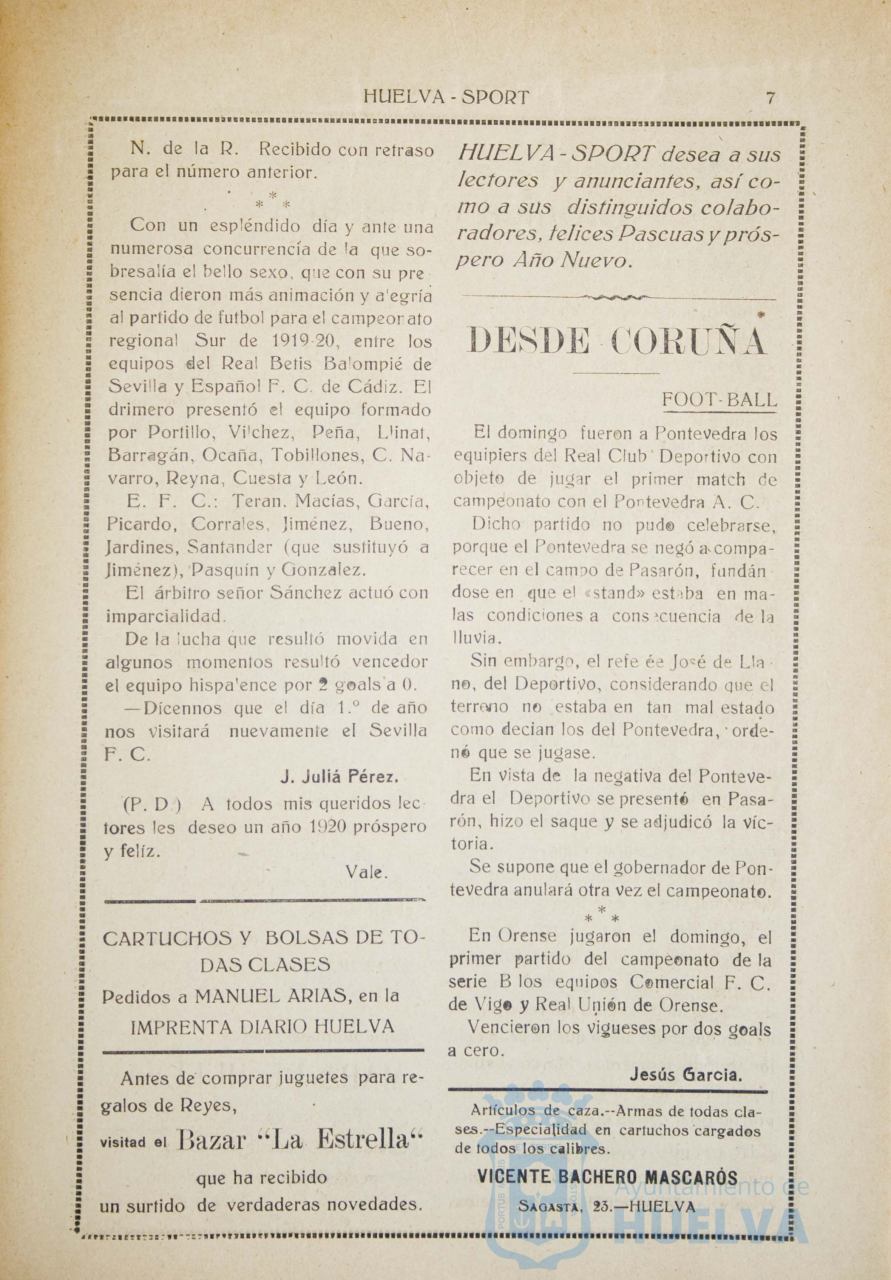 HUELVA - SPORT
7
N. de la R. Recibido con retraso
para el número anterior.
* * *
Con un espléndido día y ante una
numerosa concurrencía de la que so-
bresalía el bello sexo, que con su pre
sencia dieron más animación y a'egría
al partido de futbol para el campeorato
regional Sur de 1919-20, entre los
equipos del Real Betis Ba'ompié de
Sevilla y Español F. C. de Cádiz. El
drimero presentó el equipo formado
por Portillo, Vi'chez, Peña, L'inat,
Barragán, Ocaña, Tobillones, C. Na-
varro, Reyna, Cuesta y León.
E. F. C.: Teran. Macías, García,
Picardo, Corrales, Jiménez, Bueno,
Jardines, Santander (que sustituyó a
Jiménez), Pasquín y Gonzalez.
El árbitro señor Sánchez actuó con
imparcialidad.
De la lucha que resultó movida en
algunos momentos resultó vencedor
el equipo hispa'ence por 2 goals a 0.
—Dícennos que el día 1.º de año
nos visitará nuevamente el Sevilla
F. C.
J. Juliá Pérez.
(P. D ) A todos mis queridos lec
tores les deseo un año 1920 próspero
y felíz.
Vale.
CARTUCHOS Y BOLSAS DE TO-
DAS CLASES
Pedidos a MANUEL ARIAS, en la
IMPRENTA DIARIO HUELVA
Antes de comprar juguetes para re-
galos de Reyes,
visitad el Bazar “La Estrella“
que ha recibido
un surtido de verdaderas novedades.
HUELVA - SPORT desea a sus
lectores y anunciantes, así co-
mo a sus distinguidos colabo-
radores, telices Pascuas y prós-
pero Año Nuevo.
DESDE CORUÑA
FOOT-BALL
El domingo fueron a Pontevedra los
equipiers del Real Club Deportivo con
objeto de jugar el primer match de
campeonato con el Pontevedra A. C.
Dicho partido no pudo celebrarse,
porque el Pontevedra se negó a compa-
recer en el campo de Pasarón, fundán
dose en que el «stand» estaba en ma-
las condiciones a consecuencia de la
lluvia.
Sin embargo, el refe ée José de Lla
no, del Deportivo, considerando que el
terreno no estaba en tan mal estado
como decian los del Pontevedra, orde-
nó que se jugase.
En vista de la negativa del Ponteve-
dra el Deportivo se presentó en Pasa-
rón, hizo el saque y se adjudicó la víc-
toria.
Se supone que el gobernador de Pon-
tevedra anulará otra vez el campeonato.
* * *
En Orense jugaron el domingo, el
primer partido del campeonato de la
serie B los equipos Comercial F. C.
de Vigo y Real Unión de Orense.
Vencieron los vigueses por dos goals
a cero.
Jesús Garcia.
Artículos de caza.--Armas de todas cla-
ses.--Especialidad en cartuchos cargados
de todos los calibres.
VICENTE BACHERO MASCARÓS
SAGASTA, 23.—HUELVA
Ayuntamiento de
HUELVA